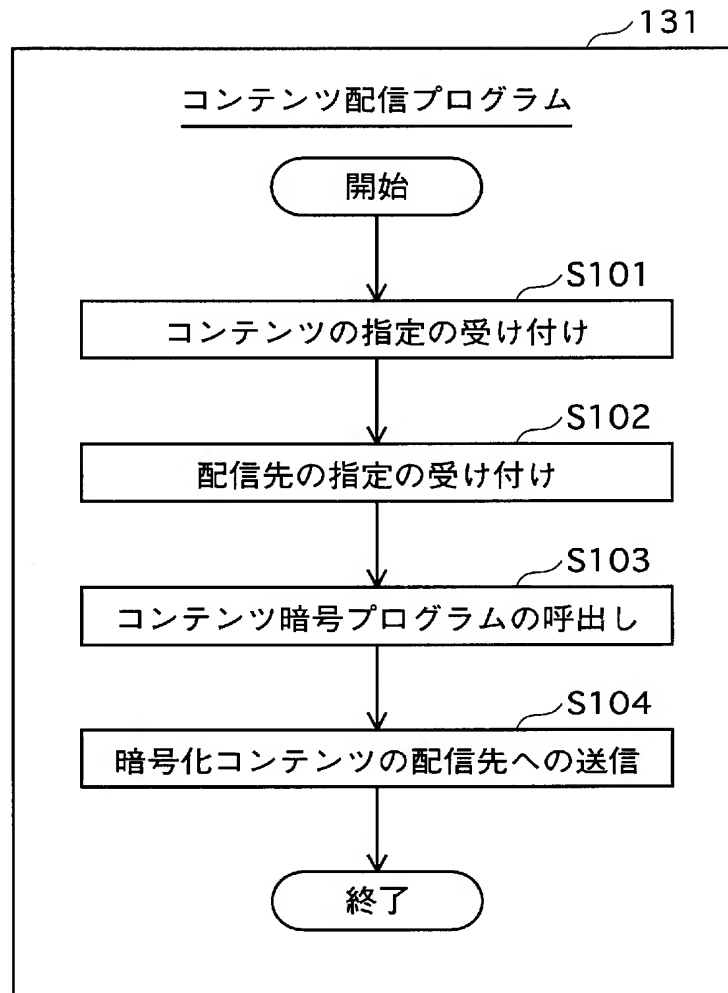 131
コンテンツ配信プログラム
開始
S101
コンテンツの指定の受け付け
S102
配信先の指定の受け付け
S103
コンテンツ暗号プログラムの呼出し
S104
暗号化コンテンツの配信先への送信
終了